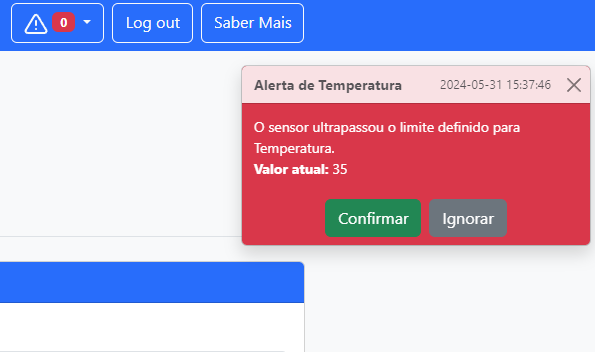 0 Log out Saber Mais
Alerta de Temperatura 2024-05-31 15:37:46
O sensor ultrapassou o limite definido para
Temperatura.
Valor atual: 35
Confirmar Ignorar